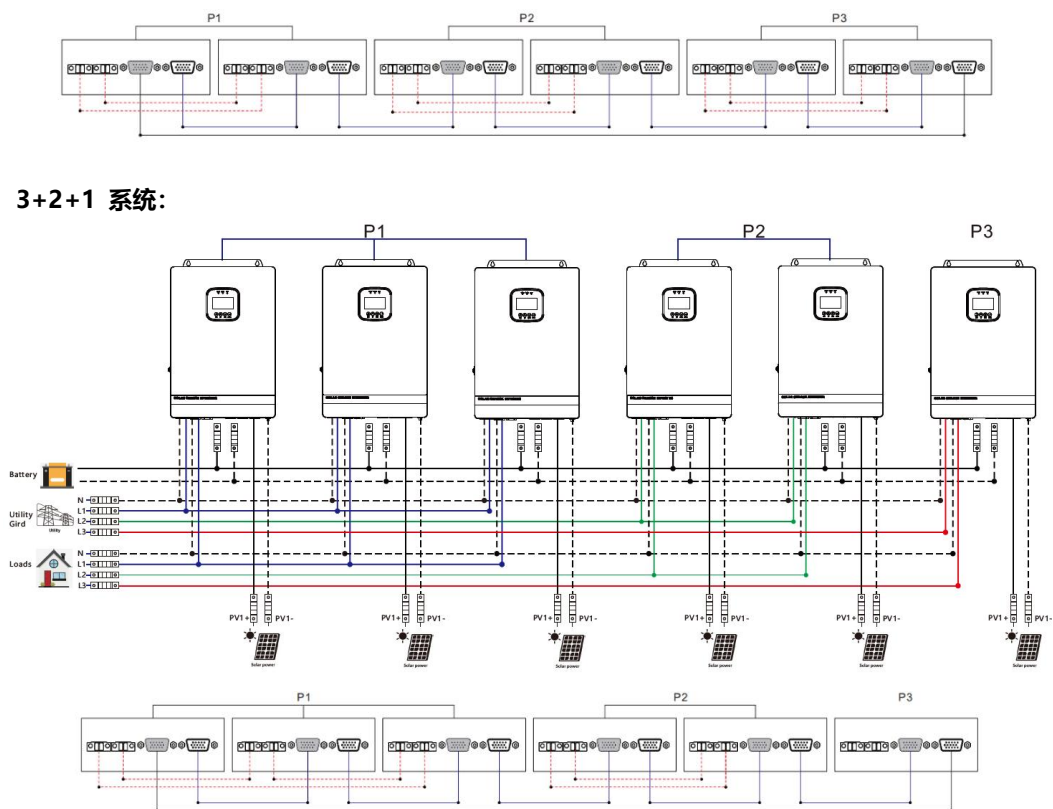 P1 P2 P3
3+2+1 系统：
P1 P2 P3
Battery
N
Utility L1
Gird Utility L2
L3
N
Loads L1
L2
L3
PV1+ PV1- PV1+ PV1- PV1+ PV1- PV1+ PV1- PV1+ PV1- PV1+ PV1-
Solar power Solar power Solar power Solar power Solar power Solar power
P1 P2 P3